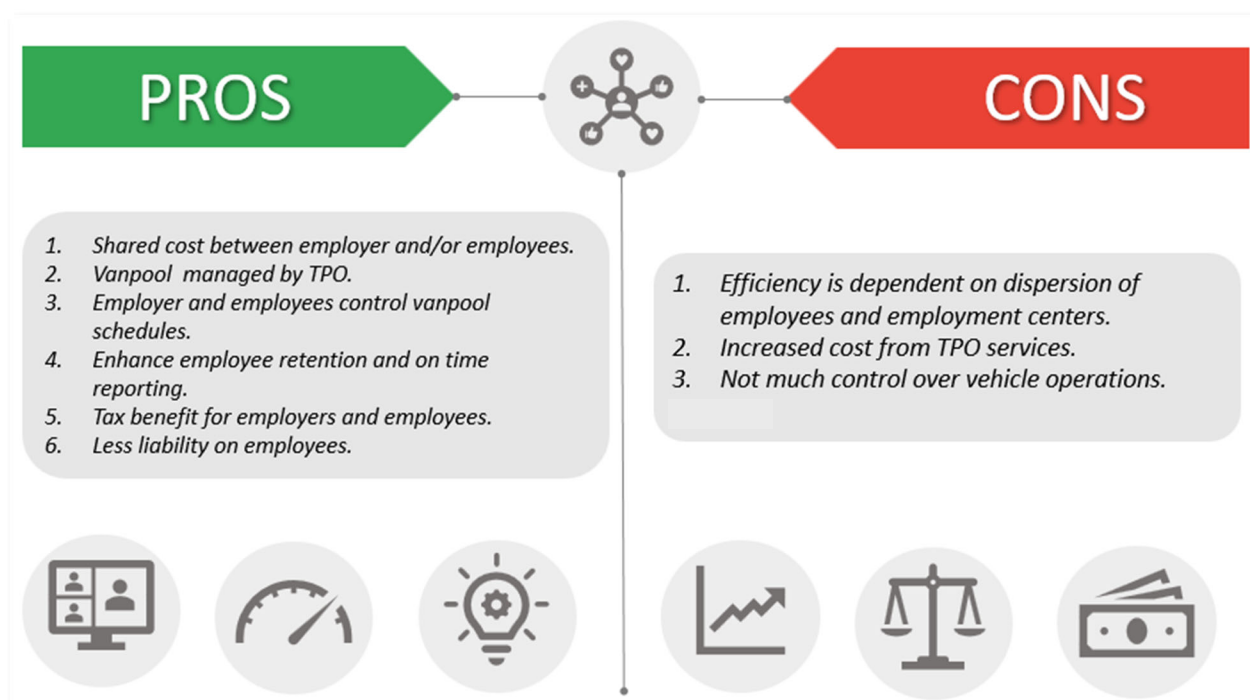 PROS
CONS
1. Shared cost between employer and/or employees.
2. Vanpool managed by TPO.
3. Employer and employees control vanpool
schedules.
4. Enhance employee retention and on time
reporting.
5. Tax benefit for employers and employees.
6. Less liability on employees.
1. Efficiency is dependent on dispersion of
employees and employment centers.
2. Increased cost from TPO services.
3. Not much control over vehicle operations.